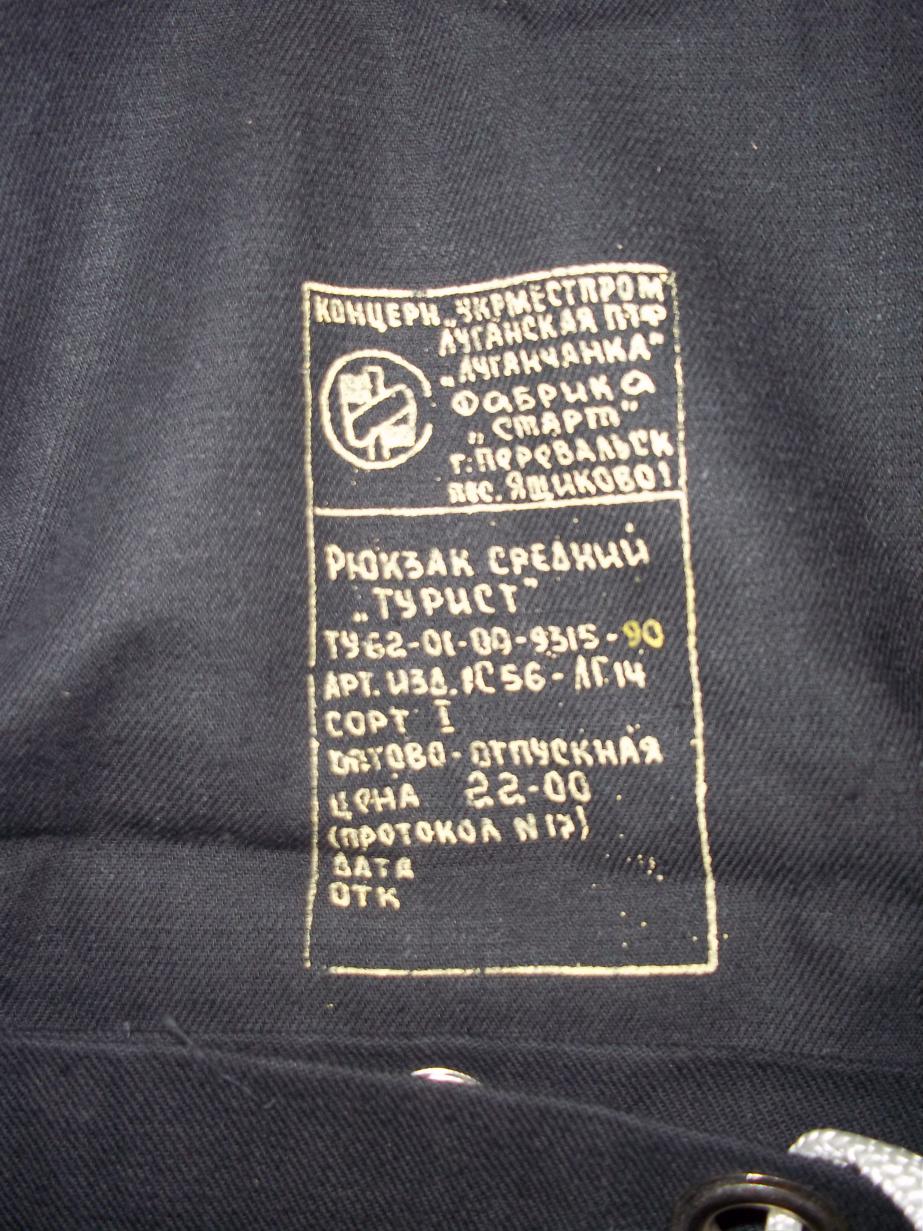 КОНЦЕРН „УКРМЕСТПРОМ"
ЛУГАНСКАЯ ПТФ
„ЛУГАНЧАНКА"
ФАБРИКА
„СТАРТ"
г. ПЕРЕВАЛЬСК
пос. ЯЩИКОВО 1
РЮКЗАК СРЕДНИЙ
„ТУРИСТ"
ТУ62-01-00-9315-90
АРТ. ИЗД. 1С56-ЛГ.14
СОРТ I
ОПТОВО-ОТПУСКНАЯ
ЦЕНА 22-00
(ПРОТОКОЛ N 17)
ДАТА
ОТК